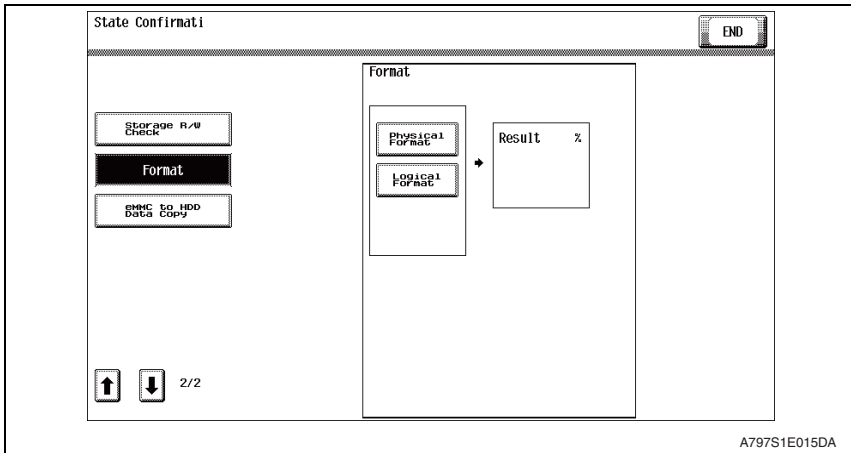 State Confirmati
END
Format
Storage R/W
Check
Format
eMMC to HDD
Data Copy
Physical
Format
Logical
Format
Result %
2/2
A797S1E015DA